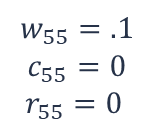 w₅₅ = .1
c₅₅ = 0
r₅₅ = 0